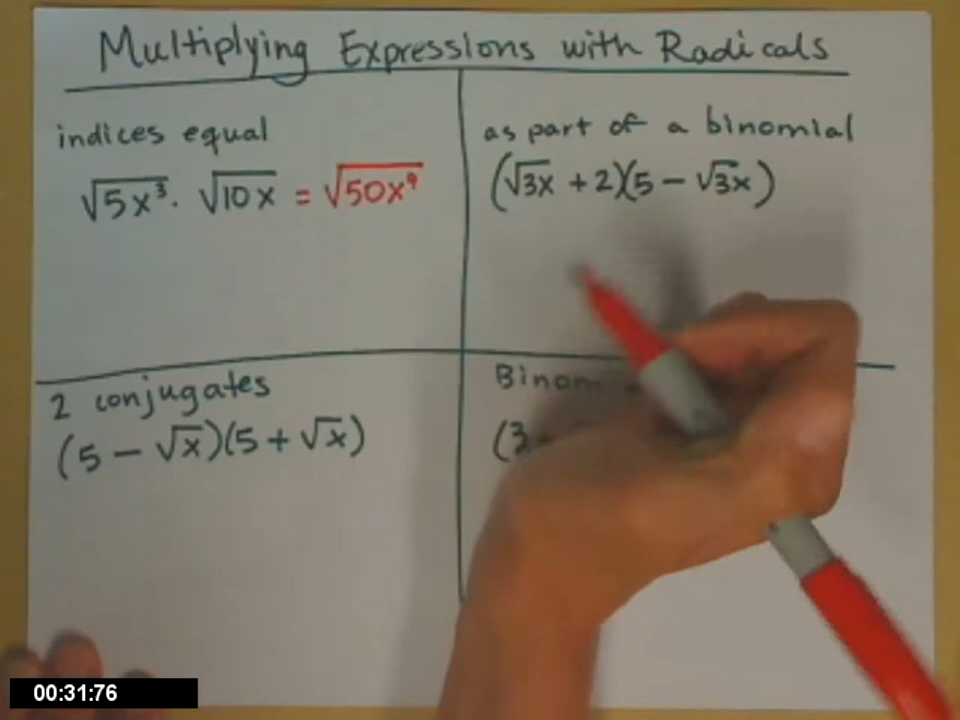 Multiplying Expressions with Radicals
indices equal
√5x³ · √10x = √50x⁴
as part of a binomial
(√3x + 2)(5 − √3x)
2 conjugates
(5 − √x)(5 + √x)
(3
00:31:76